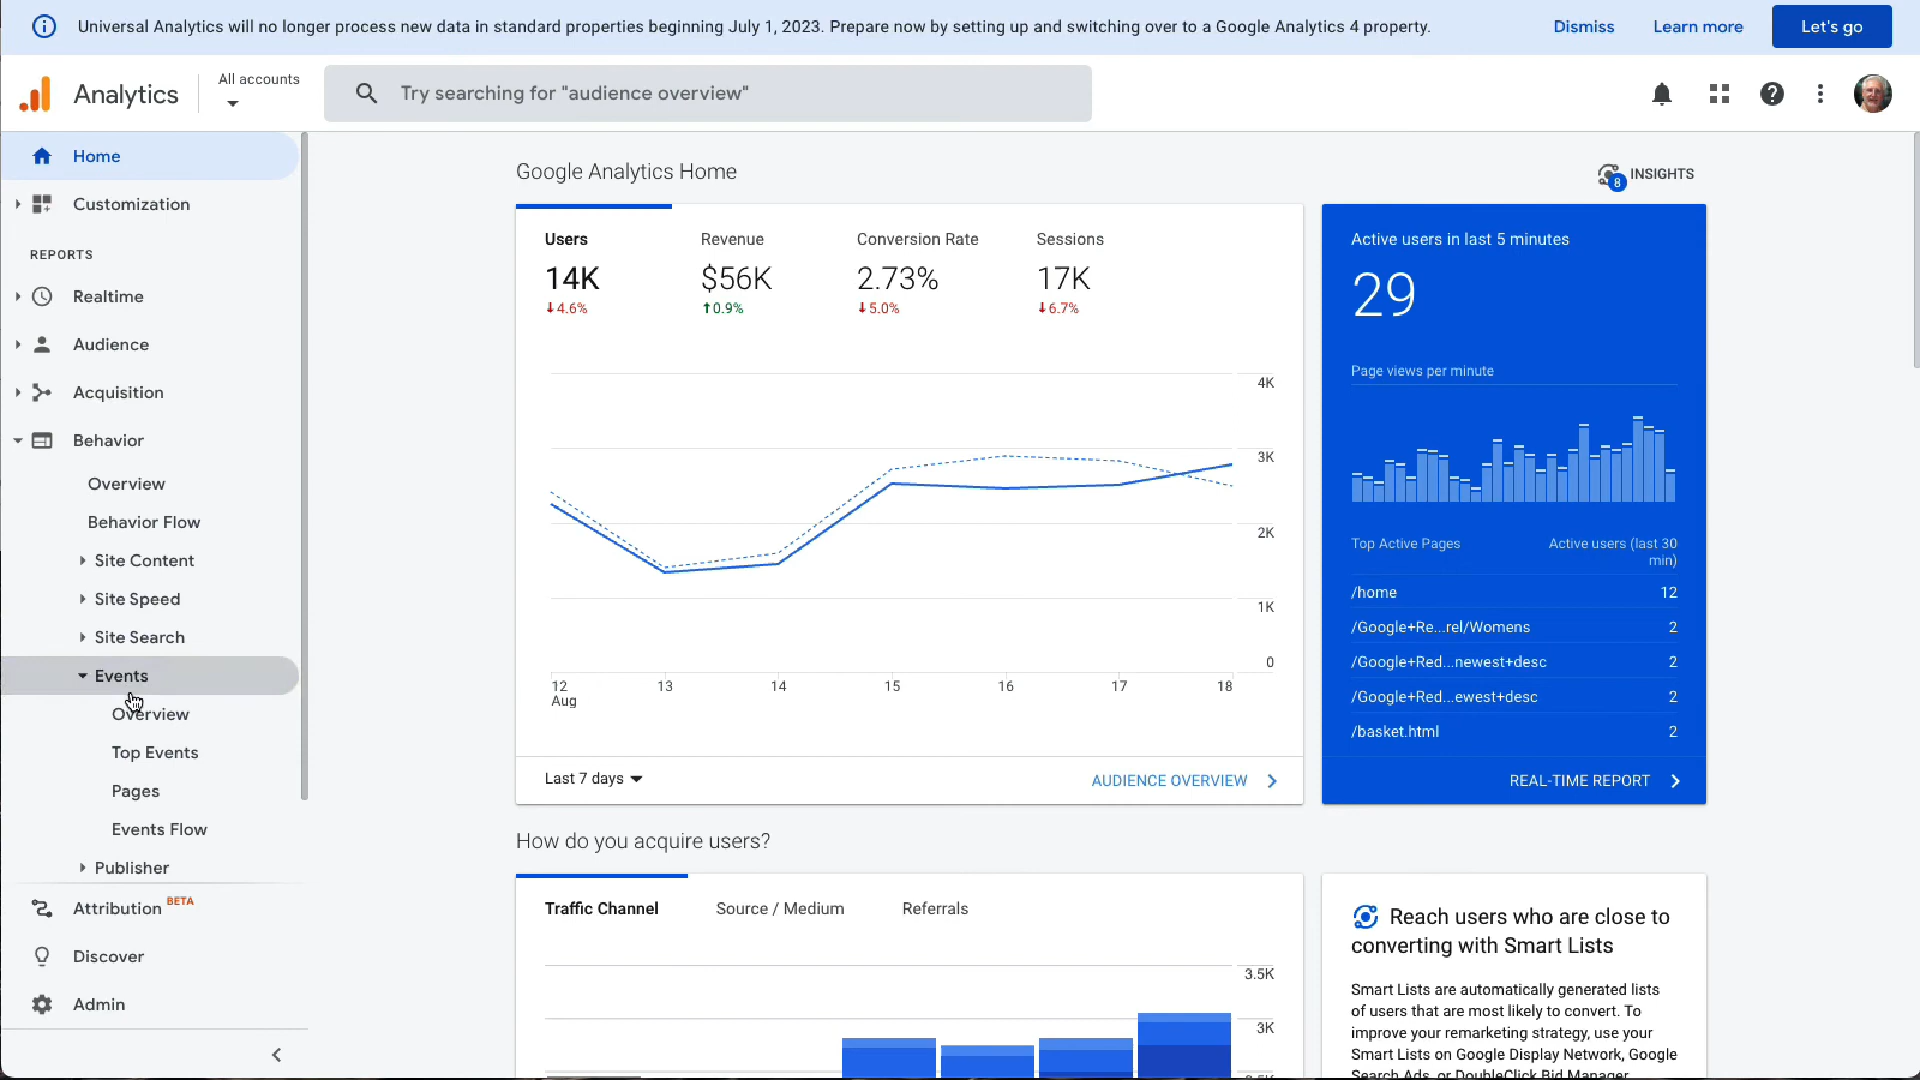 Universal Analytics will no longer process new data in standard properties beginning July 1, 2023. Prepare now by setting up and switching over to a Google Analytics 4 property.
Dismiss
Learn more
Let's go
Analytics
All accounts
Try searching for "audience overview"
Home
Customization
REPORTS
Realtime
Audience
Acquisition
Behavior
Overview
Behavior Flow
Site Content
Site Speed
Site Search
Events
Overview
Top Events
Pages
Events Flow
Publisher
Attribution BETA
Discover
Admin
Google Analytics Home
8 INSIGHTS
Users
14K
4.6%
Revenue
$56K
0.9%
Conversion Rate
2.73%
5.0%
Sessions
17K
6.7%
4K
3K
2K
1K
0
12
Aug
13
14
15
16
17
18
Last 7 days
AUDIENCE OVERVIEW
Active users in last 5 minutes
29
Page views per minute
Top Active Pages
Active users (last 30
min)
/home 12
/Google+Re...rel/Womens 2
/Google+Red...newest+desc 2
/Google+Red...ewest+desc 2
/basket.html 2
REAL-TIME REPORT
How do you acquire users?
Traffic Channel
Source / Medium
Referrals
3.5K
3K
Reach users who are close to
converting with Smart Lists
Smart Lists are automatically generated lists
of users that are most likely to convert. To
improve your remarketing strategy, use your
Smart Lists on Google Display Network, Google
Search Ads, or DoubleClick Bid Manager